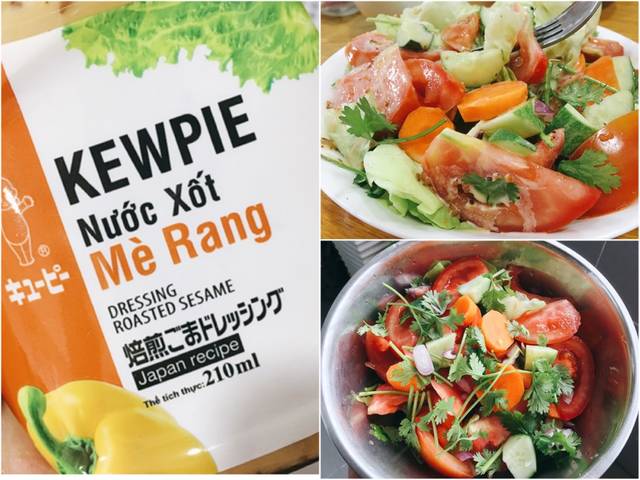 KEWPIE
Nước Xốt
Mè Rang
®
キユーピー
DRESSING
ROASTED SESAME
焙煎ごまドレッシング
Japan recipe
Thể tích thực: 210ml